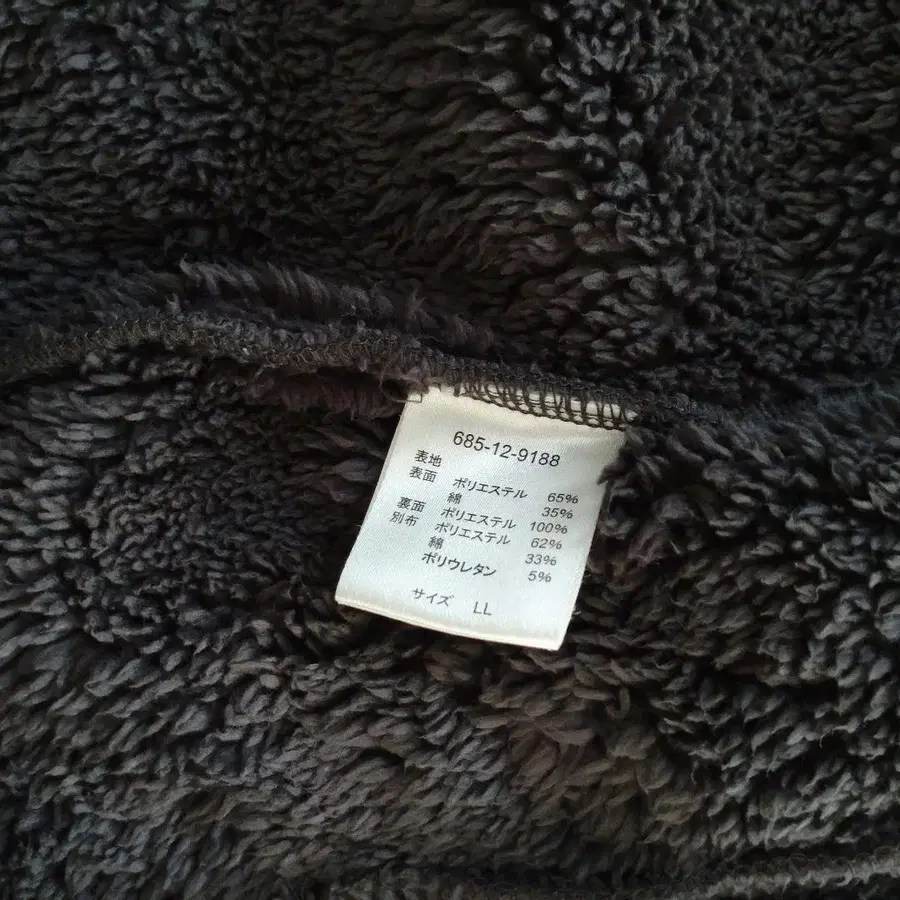 685-12-9188
表地
表面 ポリエステル 65%
綿 35%
裏面 ポリエステル 100%
別布 ポリエステル 62%
綿 33%
ポリウレタン 5%
サイズ LL